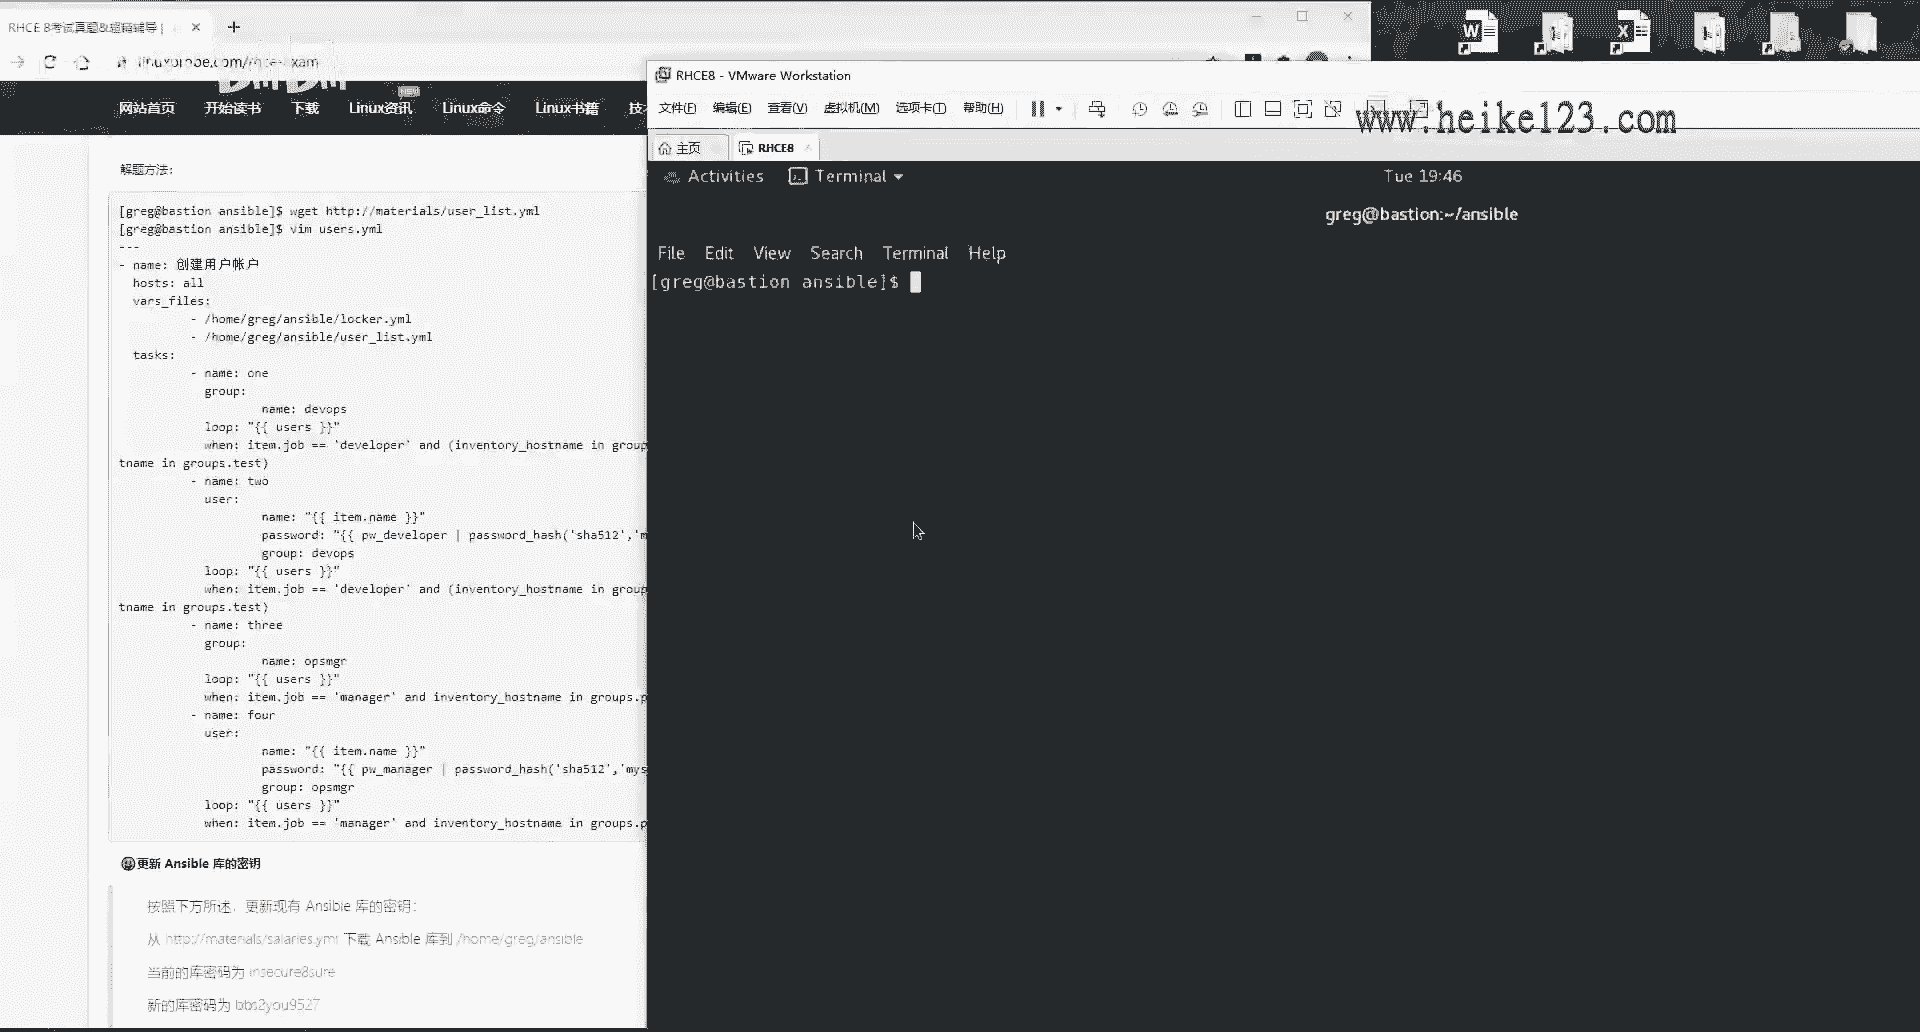 RHCE 8考试真题&超精辅导 |
linuxprobe.com/rhce-exam
网站首页 开始读书 下载 Linux资讯 Linux命令 Linux书籍
NEW
解题方法:
[greg@bastion ansible]$ wget http://materials/user_list.yml
[greg@bastion ansible]$ vim users.yml
---
- name: 创建用户帐户
hosts: all
vars_files:
- /home/greg/ansible/locker.yml
- /home/greg/ansible/user_list.yml
tasks:
- name: one
group:
name: devops
loop: "{{ users }}"
when: item.job == 'developer' and (inventory_hostname in group
tname in groups.test)
- name: two
user:
name: "{{ item.name }}"
password: "{{ pw_developer | password_hash('sha512','m
group: devops
loop: "{{ users }}"
when: item.job == 'developer' and (inventory_hostname in group
tname in groups.test)
- name: three
group:
name: opsmgr
loop: "{{ users }}"
when: item.job == 'manager' and inventory_hostname in groups.p
- name: four
user:
name: "{{ item.name }}"
password: "{{ pw_manager | password_hash('sha512','mys
group: opsmgr
loop: "{{ users }}"
when: item.job == 'manager' and inventory_hostname in groups.p
更新 Ansible 库的密钥
按照下方所述，更新现有 Ansible 库的密钥:
从 http://materials/salaries.yml 下载 Ansible 库到 /home/greg/ansible
当前的库密码为 insecure8sure
新的库密码为 bbs2you9527
RHCE8 - VMware Workstation
文件(F) 编辑(E) 查看(V) 虚拟机(M) 选项卡(T) 帮助(H)
www.heike123.com
主页 RHCE8
Activities Terminal Tue 19:46
greg@bastion:~/ansible
File Edit View Search Terminal Help
[greg@bastion ansible]$